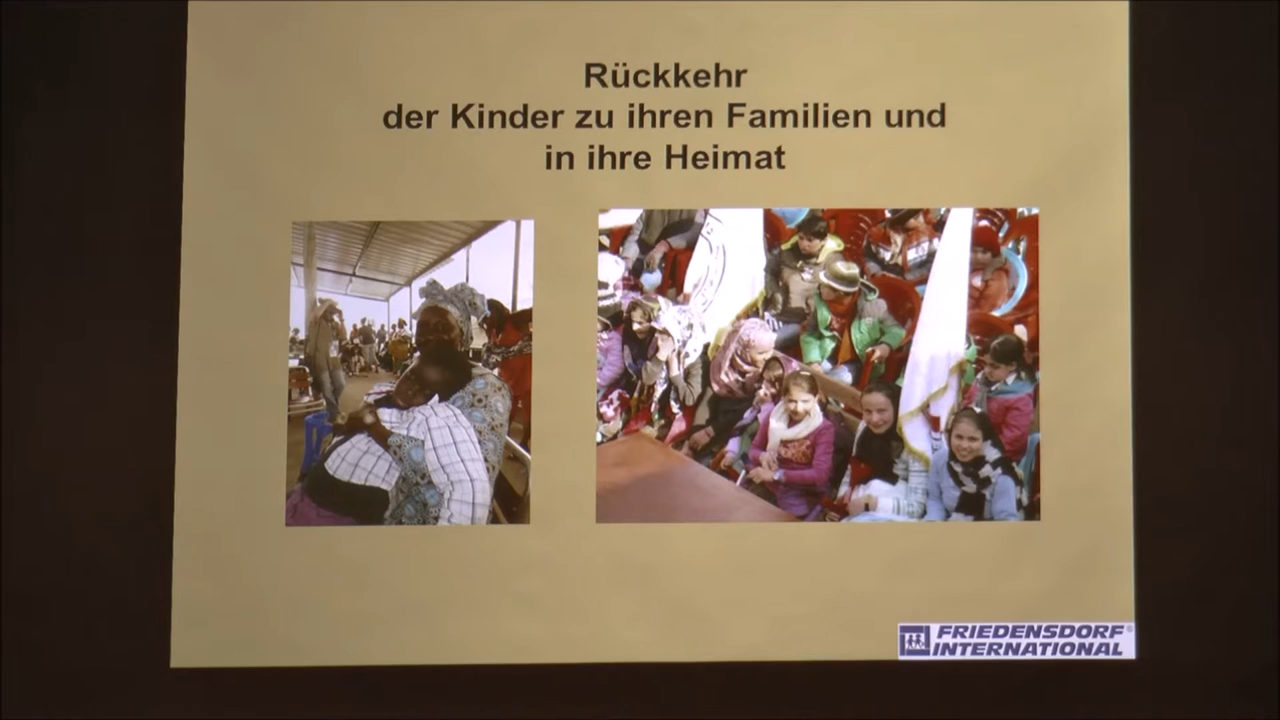 Rückkehr
der Kinder zu ihren Familien und
in ihre Heimat
FRIEDENSDORF®
INTERNATIONAL